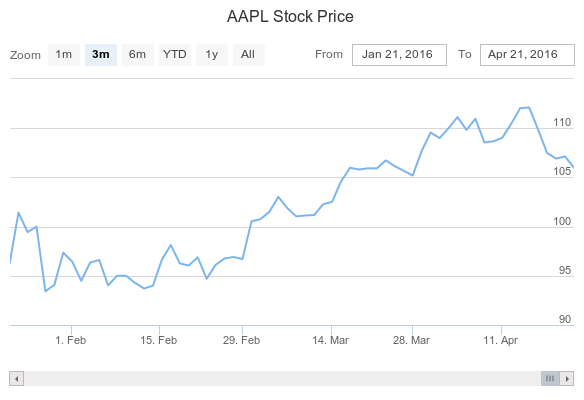 AAPL Stock Price
Zoom 1m 3m 6m YTD 1y All From Jan 21, 2016 To Apr 21, 2016
110
105
100
95
90
1. Feb 15. Feb 29. Feb 14. Mar 28. Mar 11. Apr